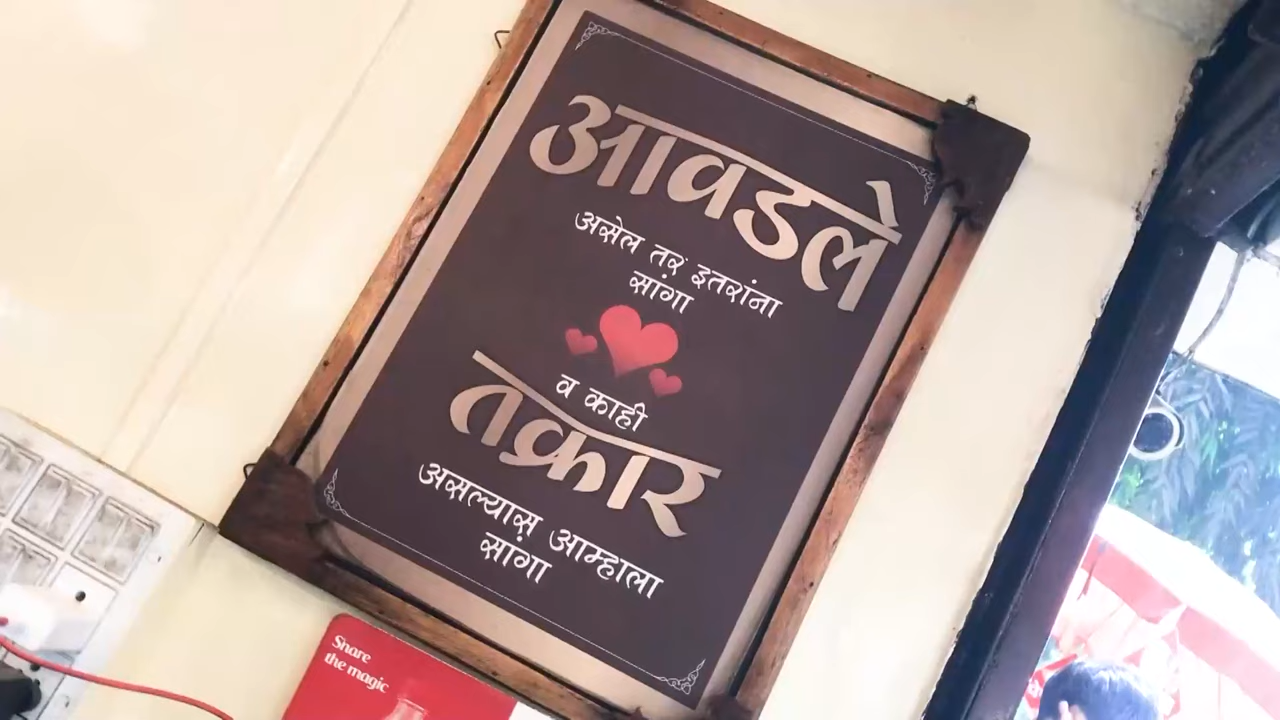 आवडले
असेल तर इतरांना
सांगा
व काही
तक्रार
असल्यास आम्हाला
सांगा
Share
the magic